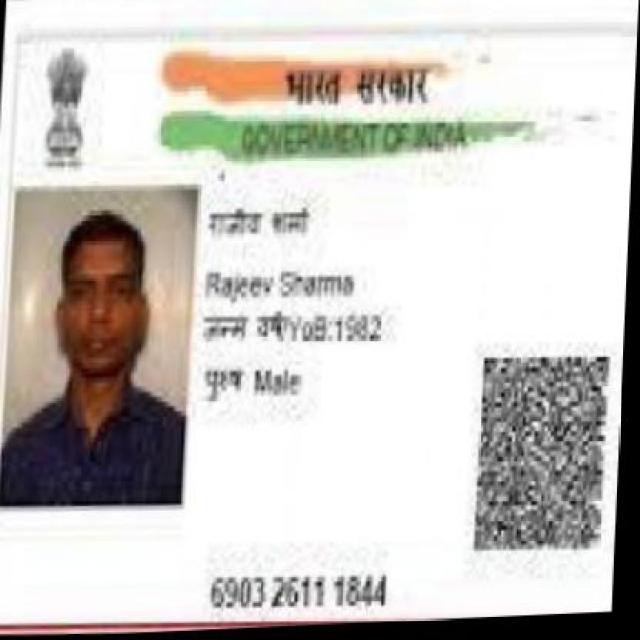 भारत सरकार
GOVERNMENT OF INDIA
राजीव शर्मा
Rajeev Sharma
जन्म वर्ष/YoB:1982
पुरुष Male
6903 2611 1844